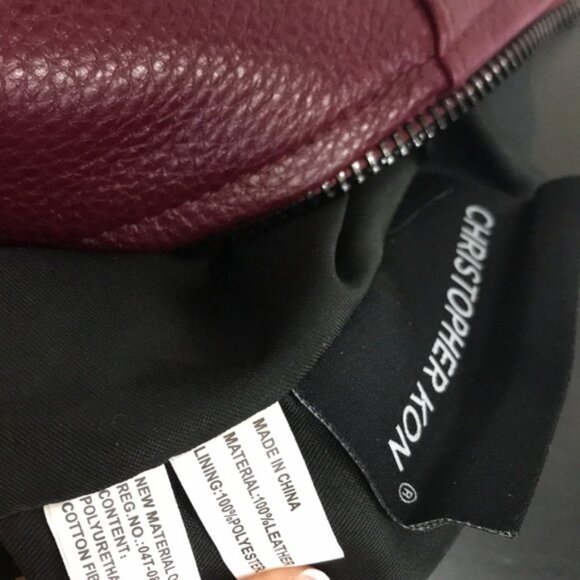 CHRISTOPHER KON ®
MADE IN CHINA
MATERIAL:100%LEATHER
LINING:100%POLYESTER
NEW MATERIAL
REG.NO.:04T-
CONTENT:
POLYURETHA
COTTON FIB